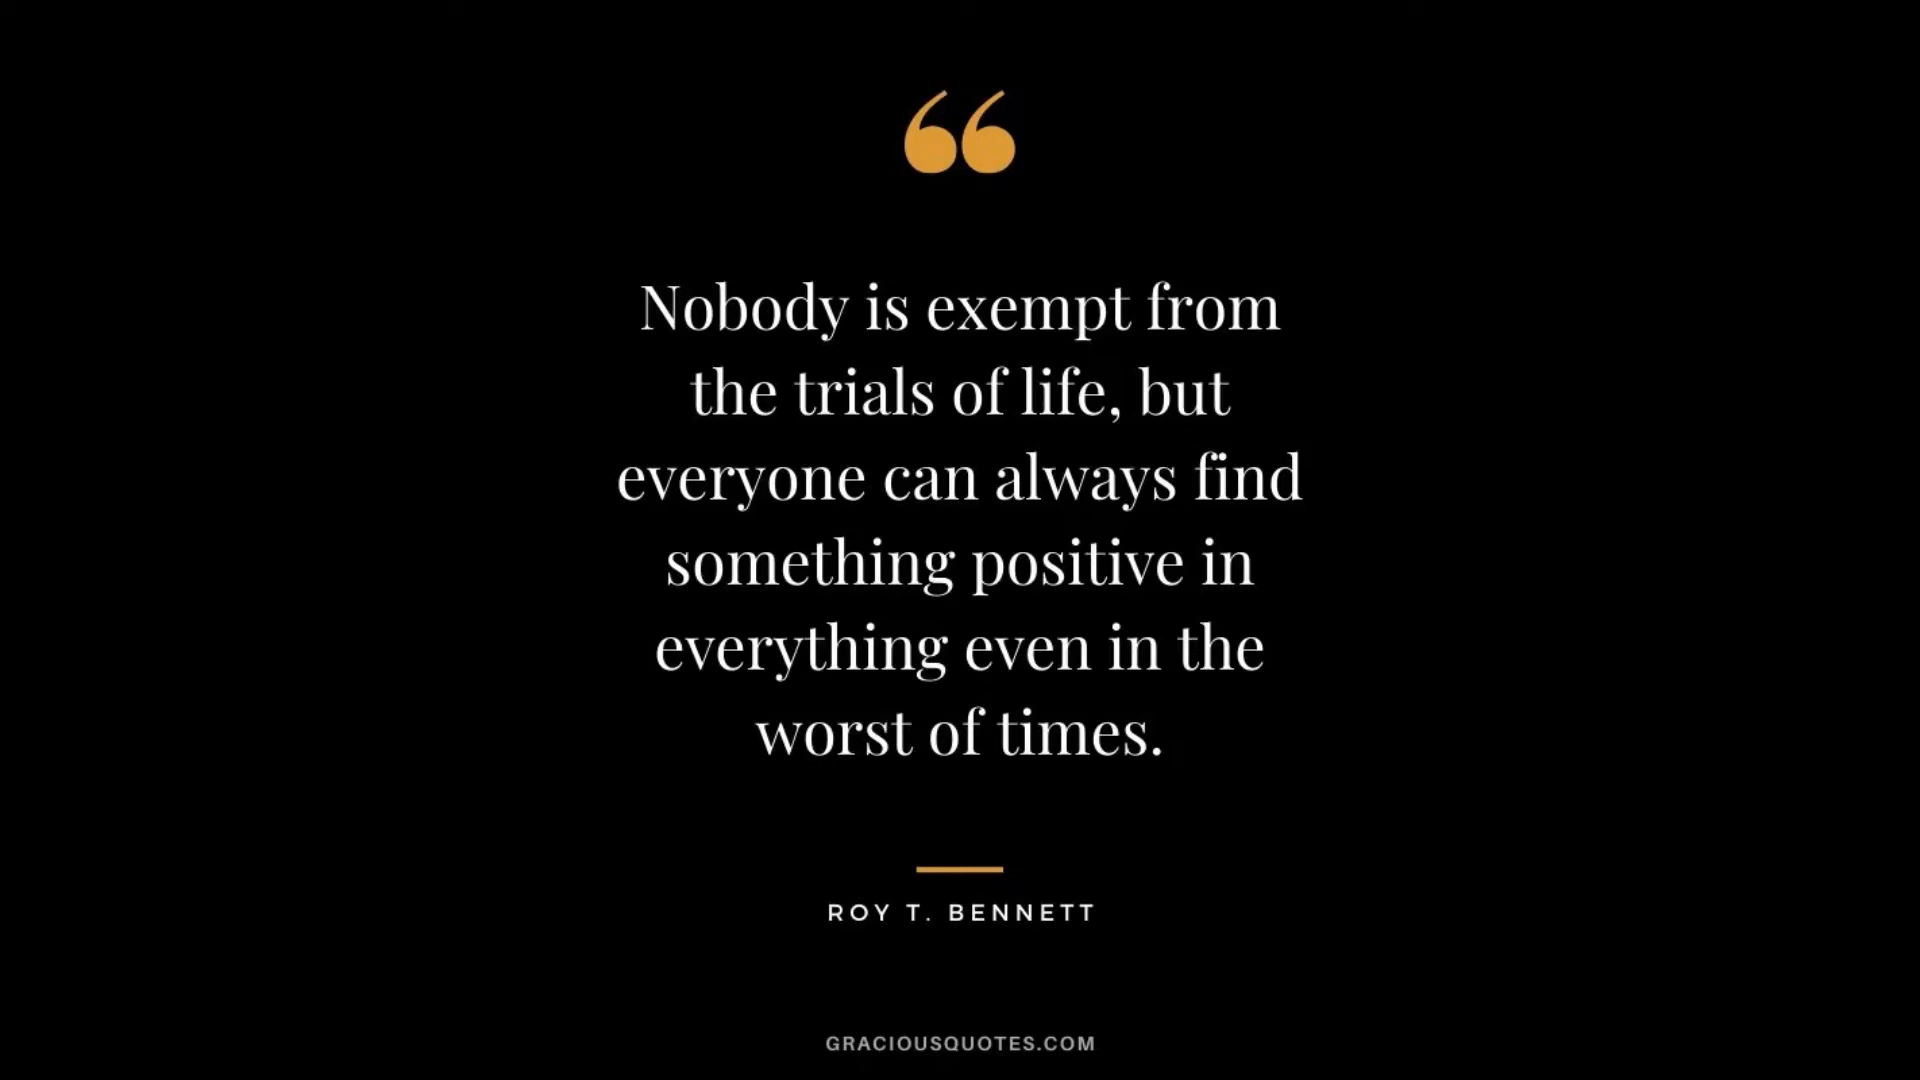 Nobody is exempt from
the trials of life, but
everyone can always find
something positive in
everything even in the
worst of times.
ROY T. BENNETT
GRACIOUSQUOTES.COM